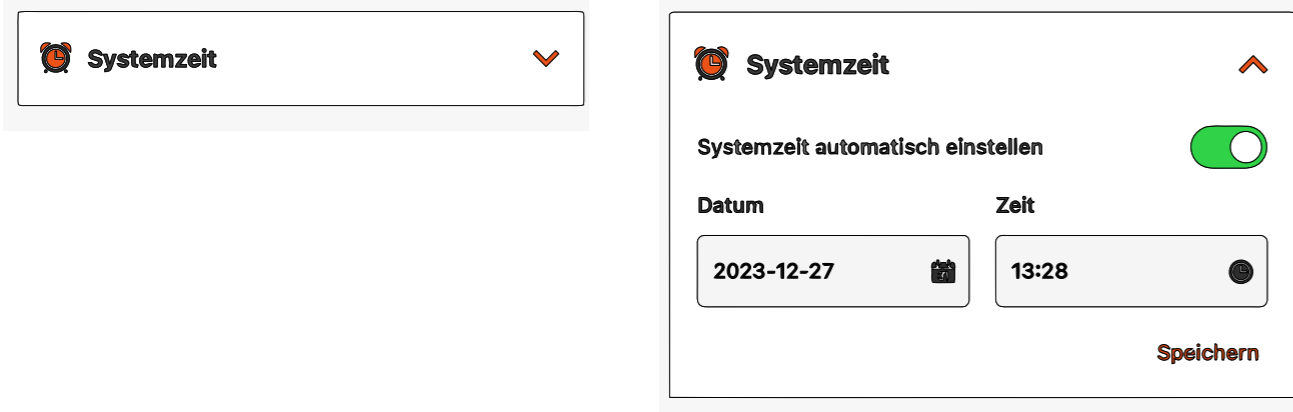 Systemzeit
Systemzeit
Systemzeit automatisch einstellen
Datum
Zeit
2023-12-27
13:28
Speichern